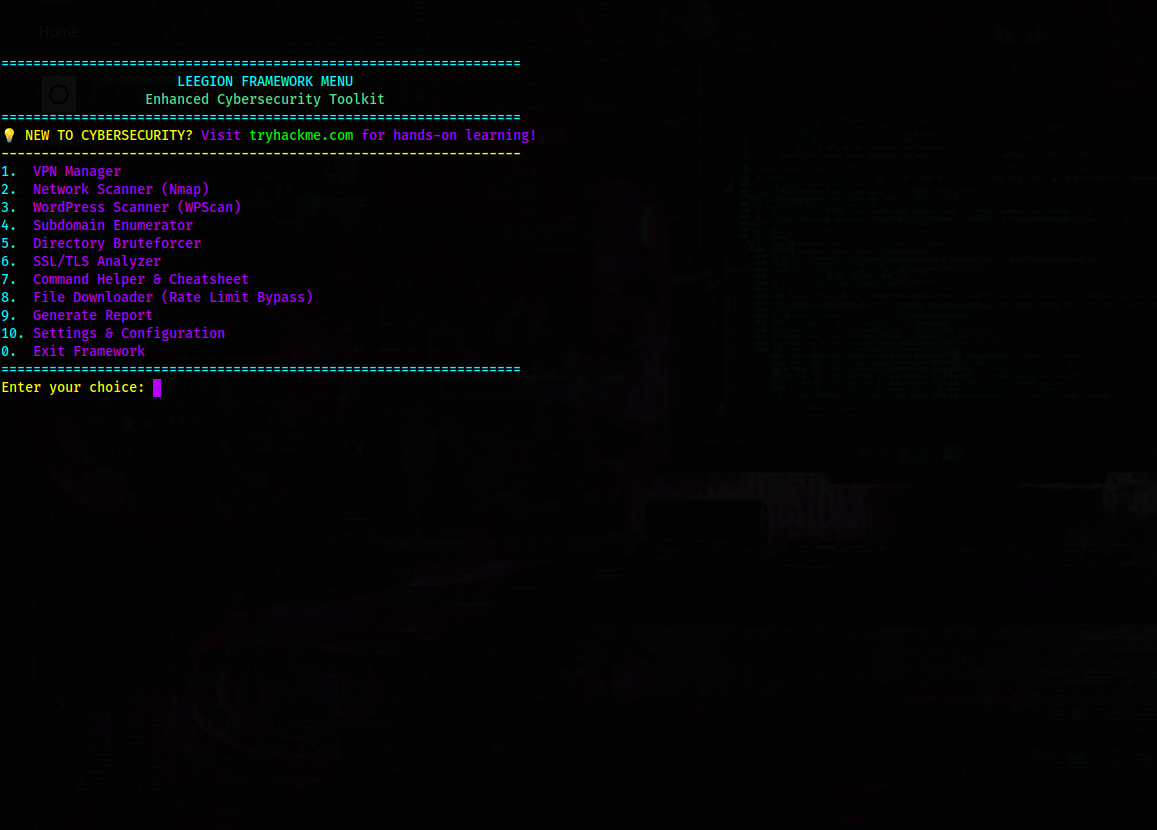 Home
=================================================================
LEEGION FRAMEWORK MENU
Enhanced Cybersecurity Toolkit
=================================================================
💡 NEW TO CYBERSECURITY? Visit tryhackme.com for hands-on learning!
-----------------------------------------------------------------
1. VPN Manager
2. Network Scanner (Nmap)
3. WordPress Scanner (WPScan)
4. Subdomain Enumerator
5. Directory Bruteforcer
6. SSL/TLS Analyzer
7. Command Helper & Cheatsheet
8. File Downloader (Rate Limit Bypass)
9. Generate Report
10. Settings & Configuration
0. Exit Framework
=================================================================
Enter your choice: